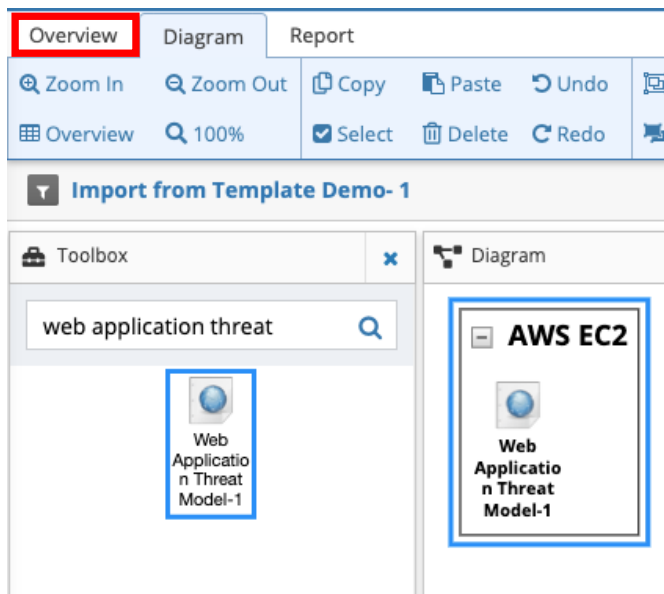 Overview Diagram Report
Zoom In Zoom Out Copy Paste Undo
Overview 100% Select Delete Redo
Import from Template Demo- 1
Toolbox
Diagram
web application threat
AWS EC2
Web
Applicatio
n Threat
Model-1
Web
Applicatio
n Threat
Model-1